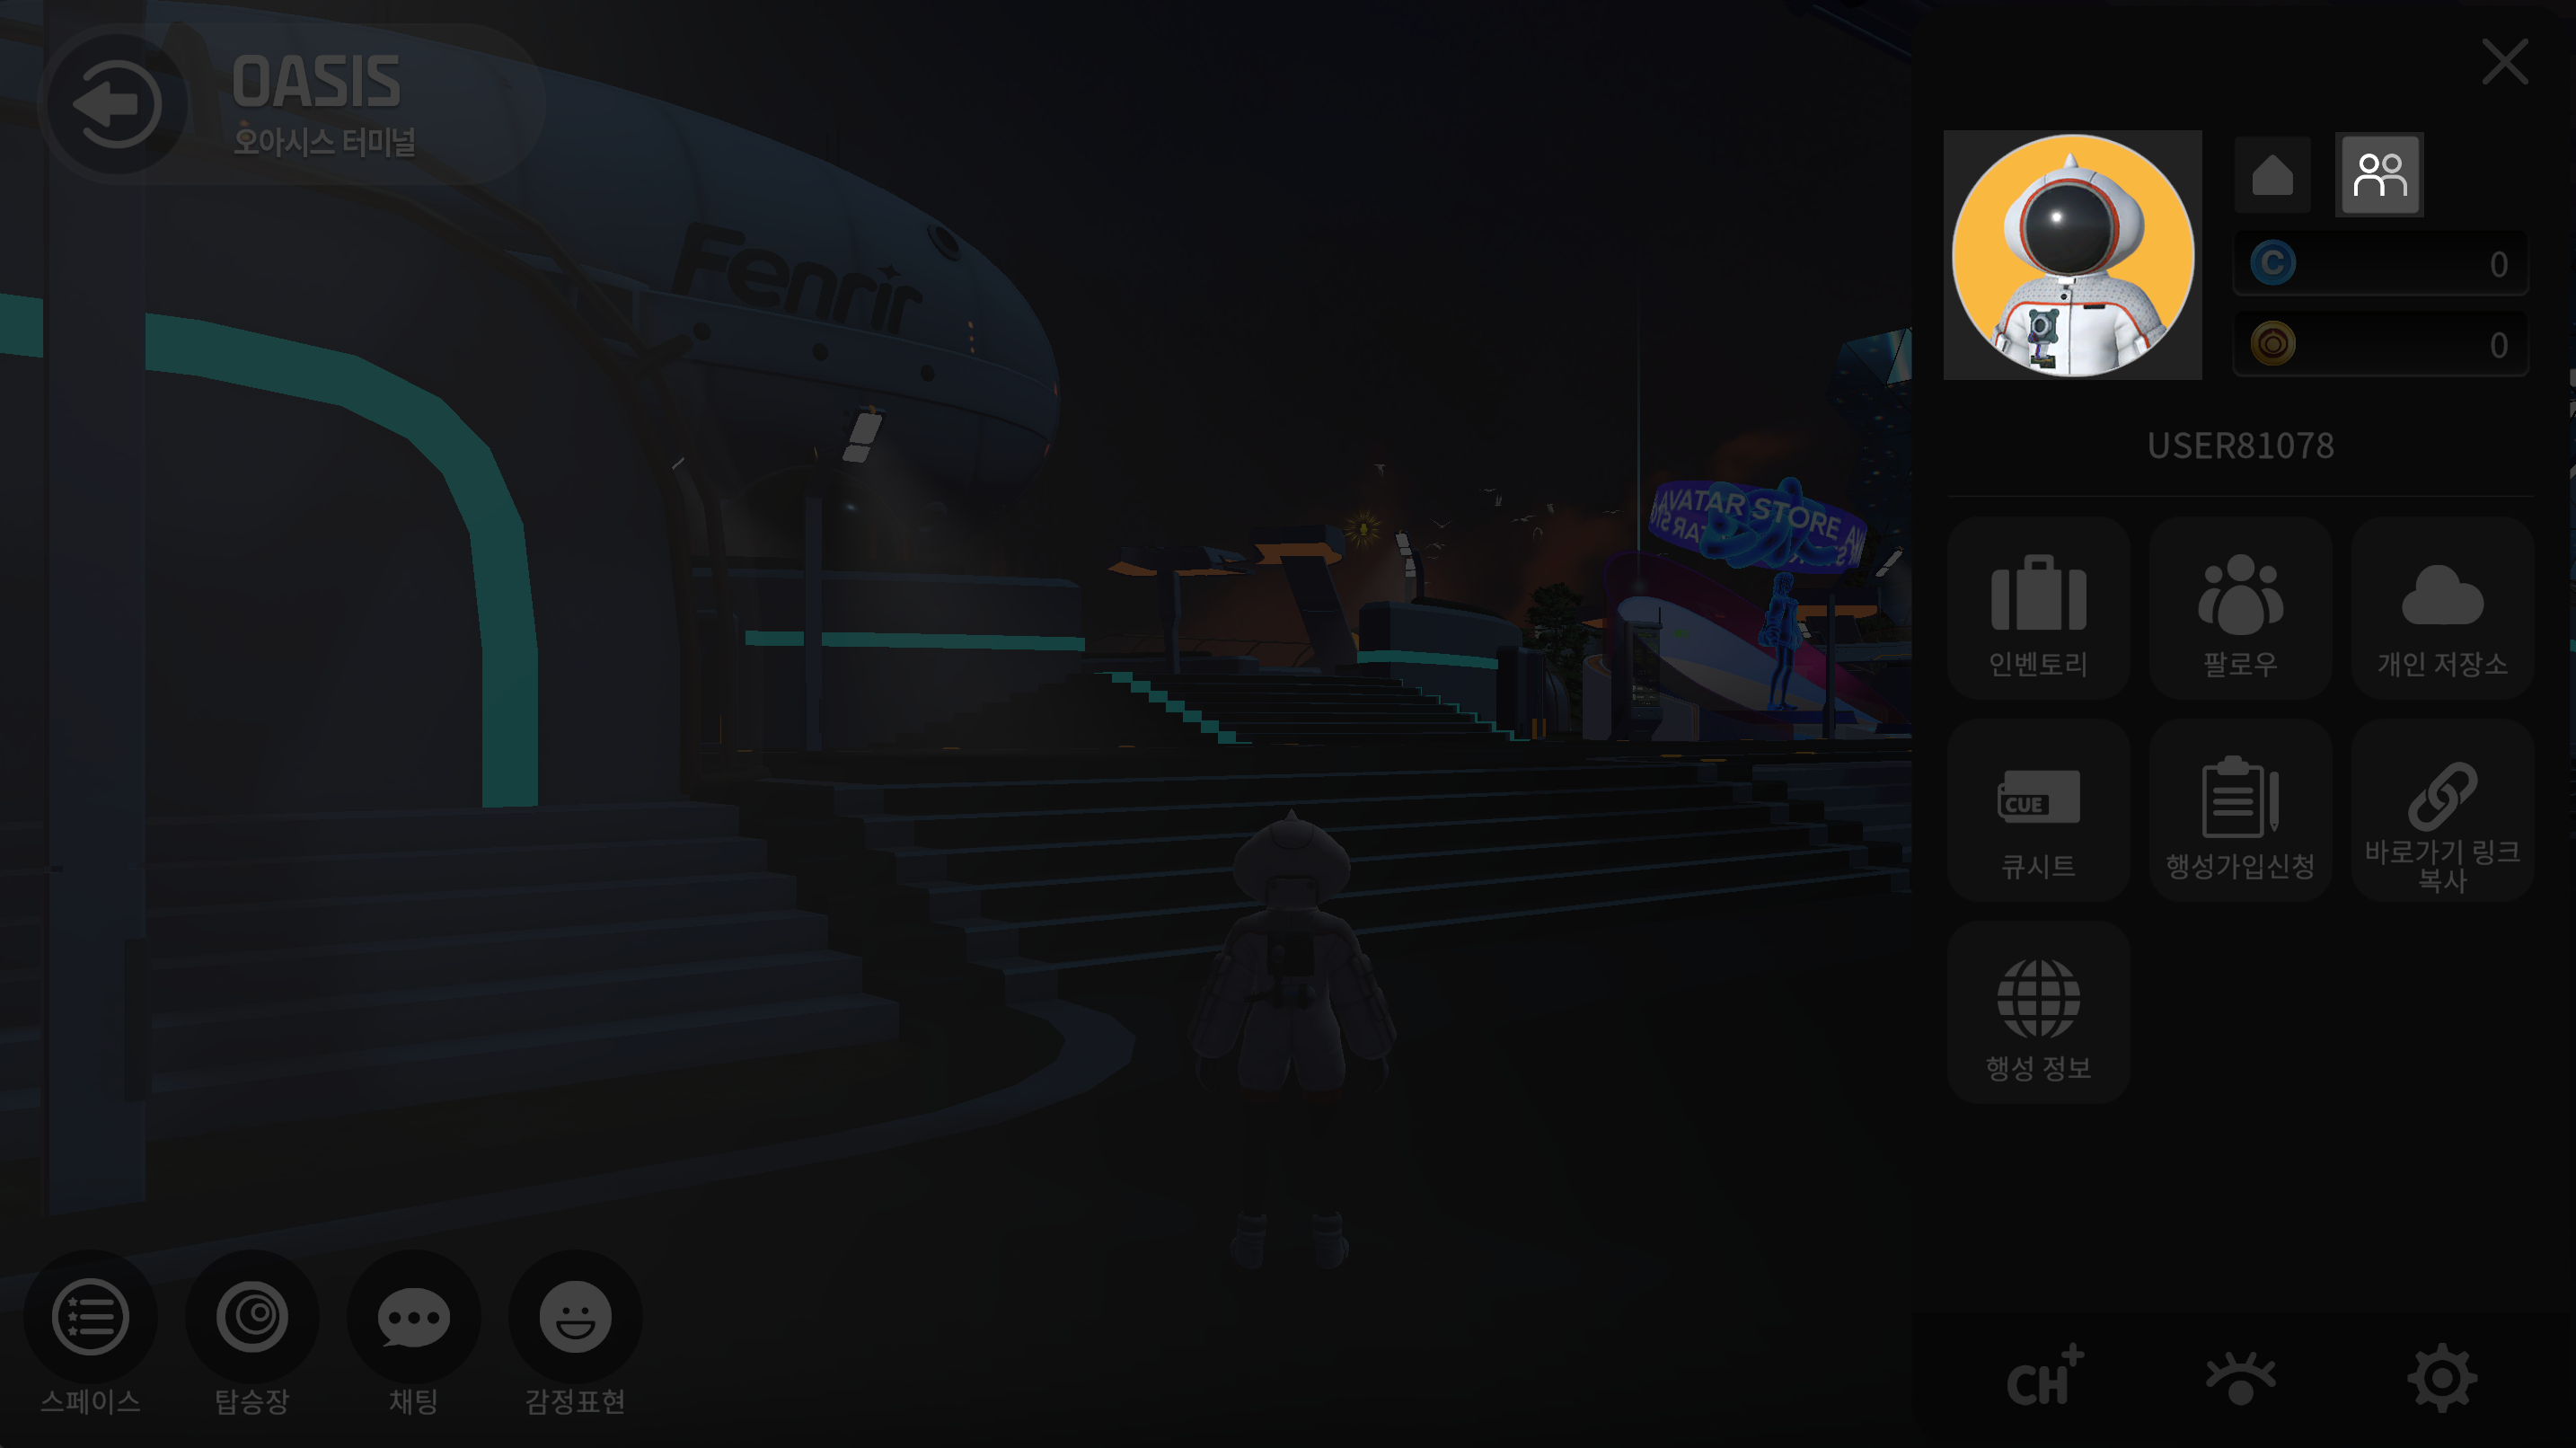 OASIS
오아시스 터미널
Fenrir
AVATAR STORE
C
0
0
USER81078
인벤토리
팔로우
개인 저장소
CUE
큐시트
행성가입신청
바로가기 링크
복사
행성 정보
스페이스
탑승장
채팅
감정표현
CH+